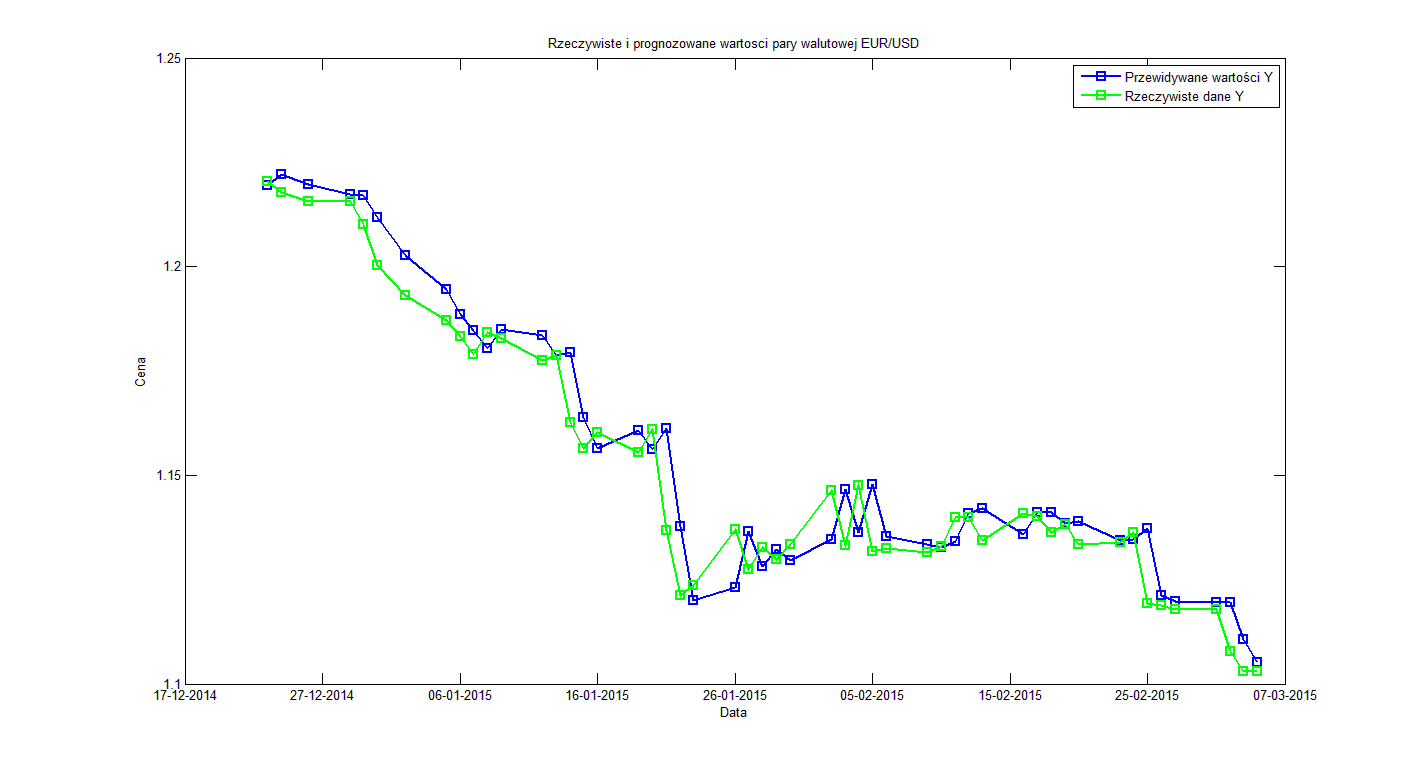 Rzeczywiste i prognozowane wartosci pary walutowej EUR/USD
1.25
Przewidywane wartości Y
Rzeczywiste dane Y
1.2
Cena
1.15
1.1
17-12-2014 27-12-2014 06-01-2015 16-01-2015 26-01-2015 05-02-2015 15-02-2015 25-02-2015 07-03-2015
Data